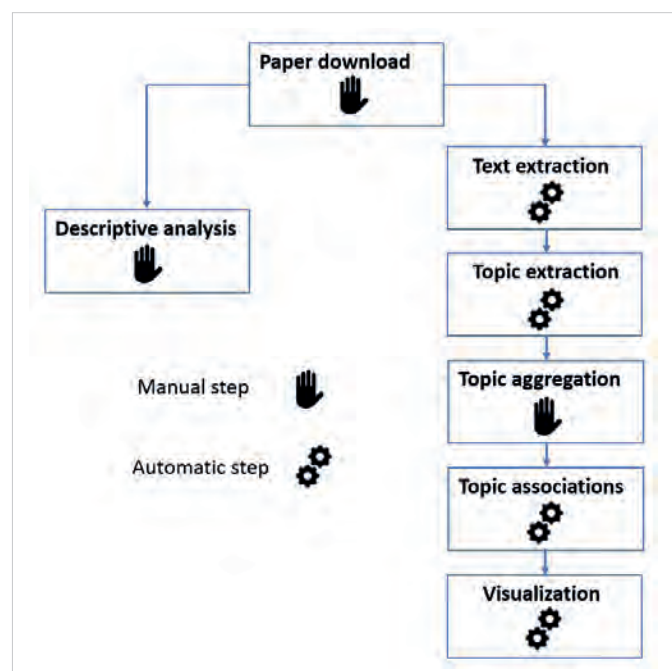 Paper download
Text extraction
Descriptive analysis
Topic extraction
Manual step
Topic aggregation
Automatic step
Topic associations
Visualization